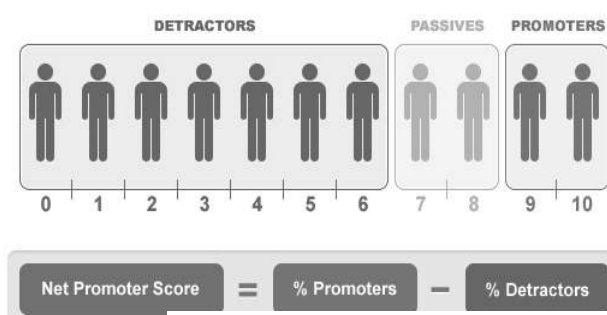 DETRACTORS PASSIVES PROMOTERS
0 1 2 3 4 5 6 7 8 9 10
Net Promoter Score = % Promoters − % Detractors